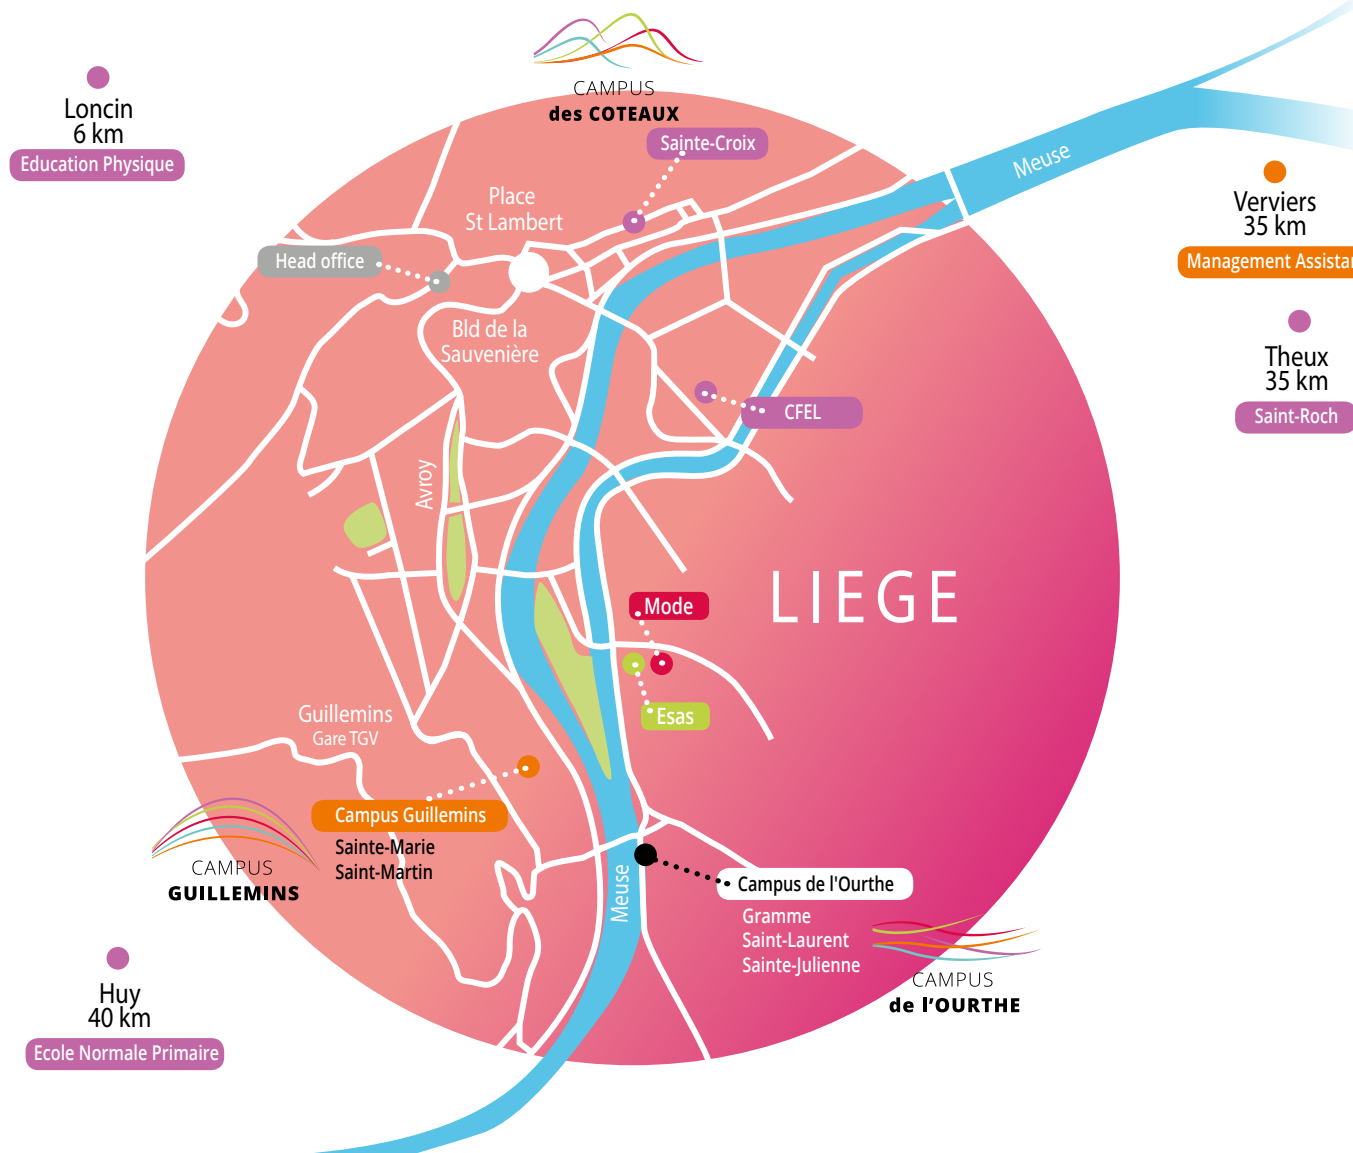 CAMPUS
des COTEAUX
Loncin
6 km
Education Physique
Sainte-Croix
Meuse
Place
St Lambert
Verviers
35 km
Management Assistan
Head office
Bld de la
Sauvenière
Theux
35 km
Saint-Roch
CFEL
Avroy
LIEGE
Mode
Esas
Guillemins
Gare TGV
Campus Guillemins
Sainte-Marie
Saint-Martin
CAMPUS
GUILLEMINS
Meuse
Campus de l'Ourthe
Gramme
Saint-Laurent
Sainte-Julienne
CAMPUS
de l’OURTHE
Huy
40 km
Ecole Normale Primaire